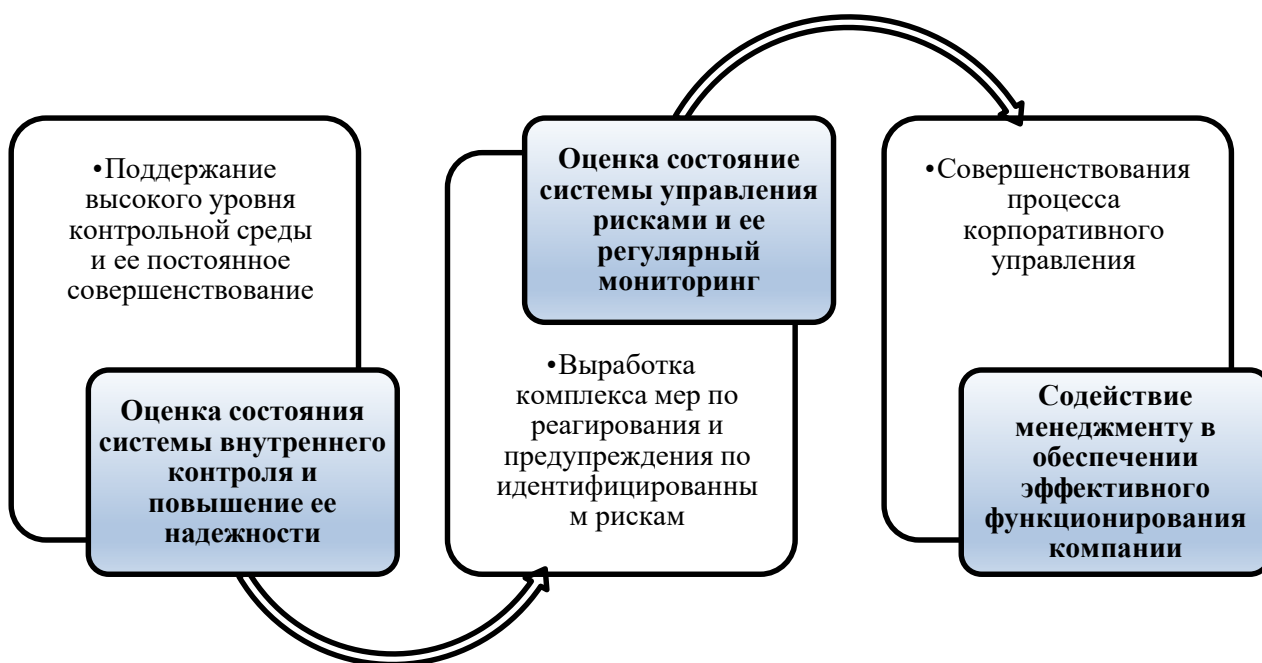 •Поддержание
высокого уровня
контрольной среды
и ее постоянное
совершенствование
Оценка состояния
системы внутреннего
контроля и
повышение ее
надежности
Оценка состояние
системы управления
рисками и ее
регулярный
мониторинг
•Выработка
комплекса мер по
реагирования и
предупреждения по
идентифицированны
м рискам
•Совершенствования
процесса
корпоративного
управления
Содействие
менеджменту в
обеспечении
эффективного
функционирования
компании